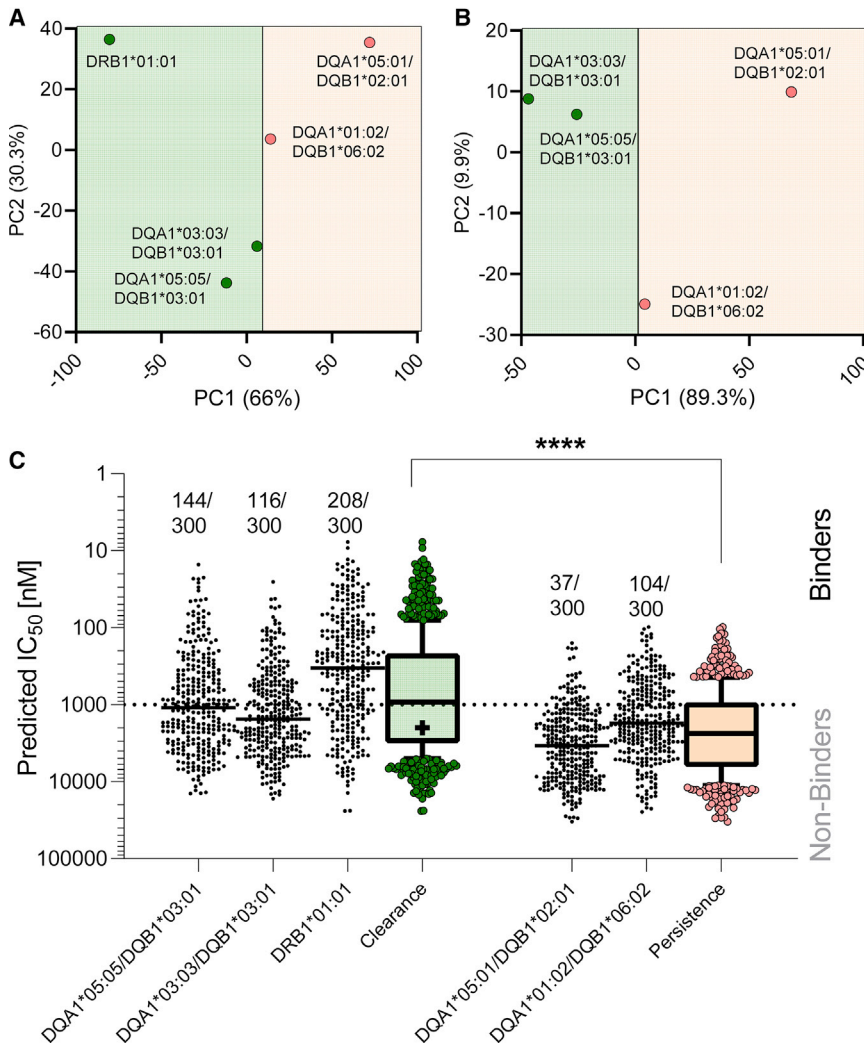 A
40
20
0
-20
-40
-60
PC2 (30.3%)
DRB1*01:01
DQA1*05:01/
DQB1*02:01
DQA1*01:02/
DQB1*06:02
DQA1*03:03/
DQB1*03:01
DQA1*05:05/
DQB1*03:01
-100
-50
0
50
100
PC1 (66%)
B
20
10
0
-10
-20
-30
PC2 (9.9%)
DQA1*03:03/
DQB1*03:01
DQA1*05:01/
DQB1*02:01
DQA1*05:05/
DQB1*03:01
DQA1*01:02/
DQB1*06:02
-50
0
50
100
PC1 (89.3%)
C
****
1
10
100
1000
10000
100000
Predicted IC50 [nM]
144/
300
116/
300
208/
300
37/
300
104/
300
Binders
Non-Binders
DQA1*05:05/DQB1*03:01
DQA1*03:03/DQB1*03:01
DRB1*01:01
Clearance
DQA1*05:01/DQB1*02:01
DQA1*01:02/DQB1*06:02
Persistence